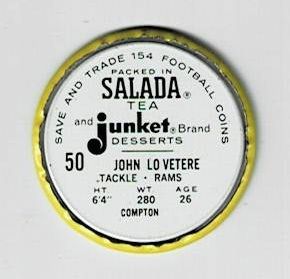 SAVE AND TRADE 154 FOOTBALL COINS
PACKED IN
SALADA®
TEA
and junket® Brand
DESSERTS
50 JOHN LO VETERE
TACKLE - RAMS
HT. WT AGE
6'4" 280 26
COMPTON